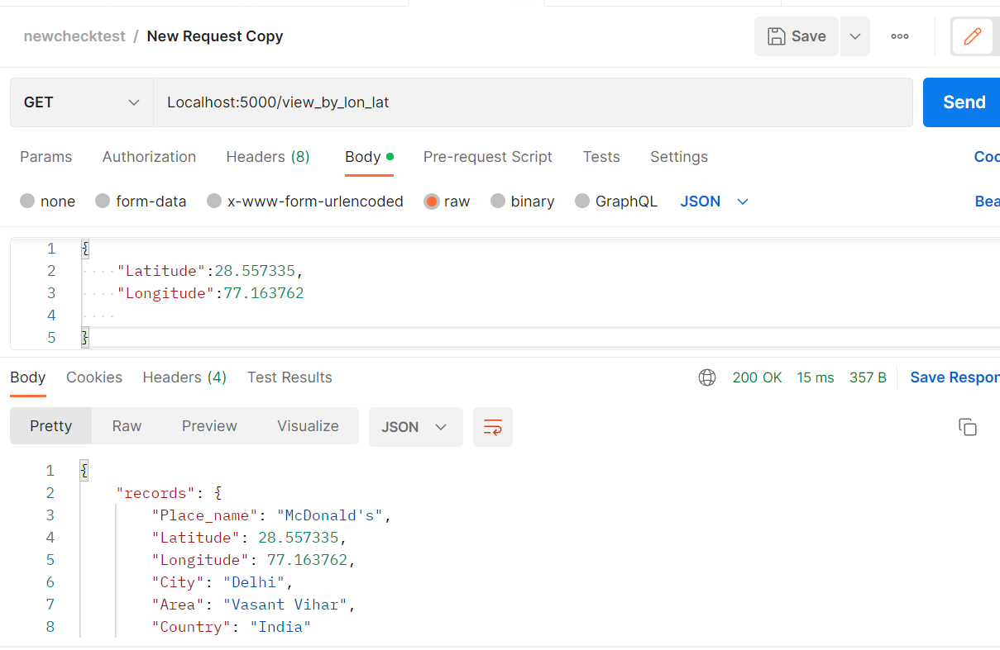 newchecktest / New Request Copy
Save
GET Localhost:5000/view_by_lon_lat Send
Params Authorization Headers (8) Body Pre-request Script Tests Settings Coo
none form-data x-www-form-urlencoded raw binary GraphQL JSON Bea
1 {
2 "Latitude":28.557335,
3 "Longitude":77.163762
4
5 }
Body Cookies Headers (4) Test Results 200 OK 15 ms 357 B Save Respon
Pretty Raw Preview Visualize JSON
1 {
2 "records": {
3 "Place_name": "McDonald's",
4 "Latitude": 28.557335,
5 "Longitude": 77.163762,
6 "City": "Delhi",
7 "Area": "Vasant Vihar",
8 "Country": "India"